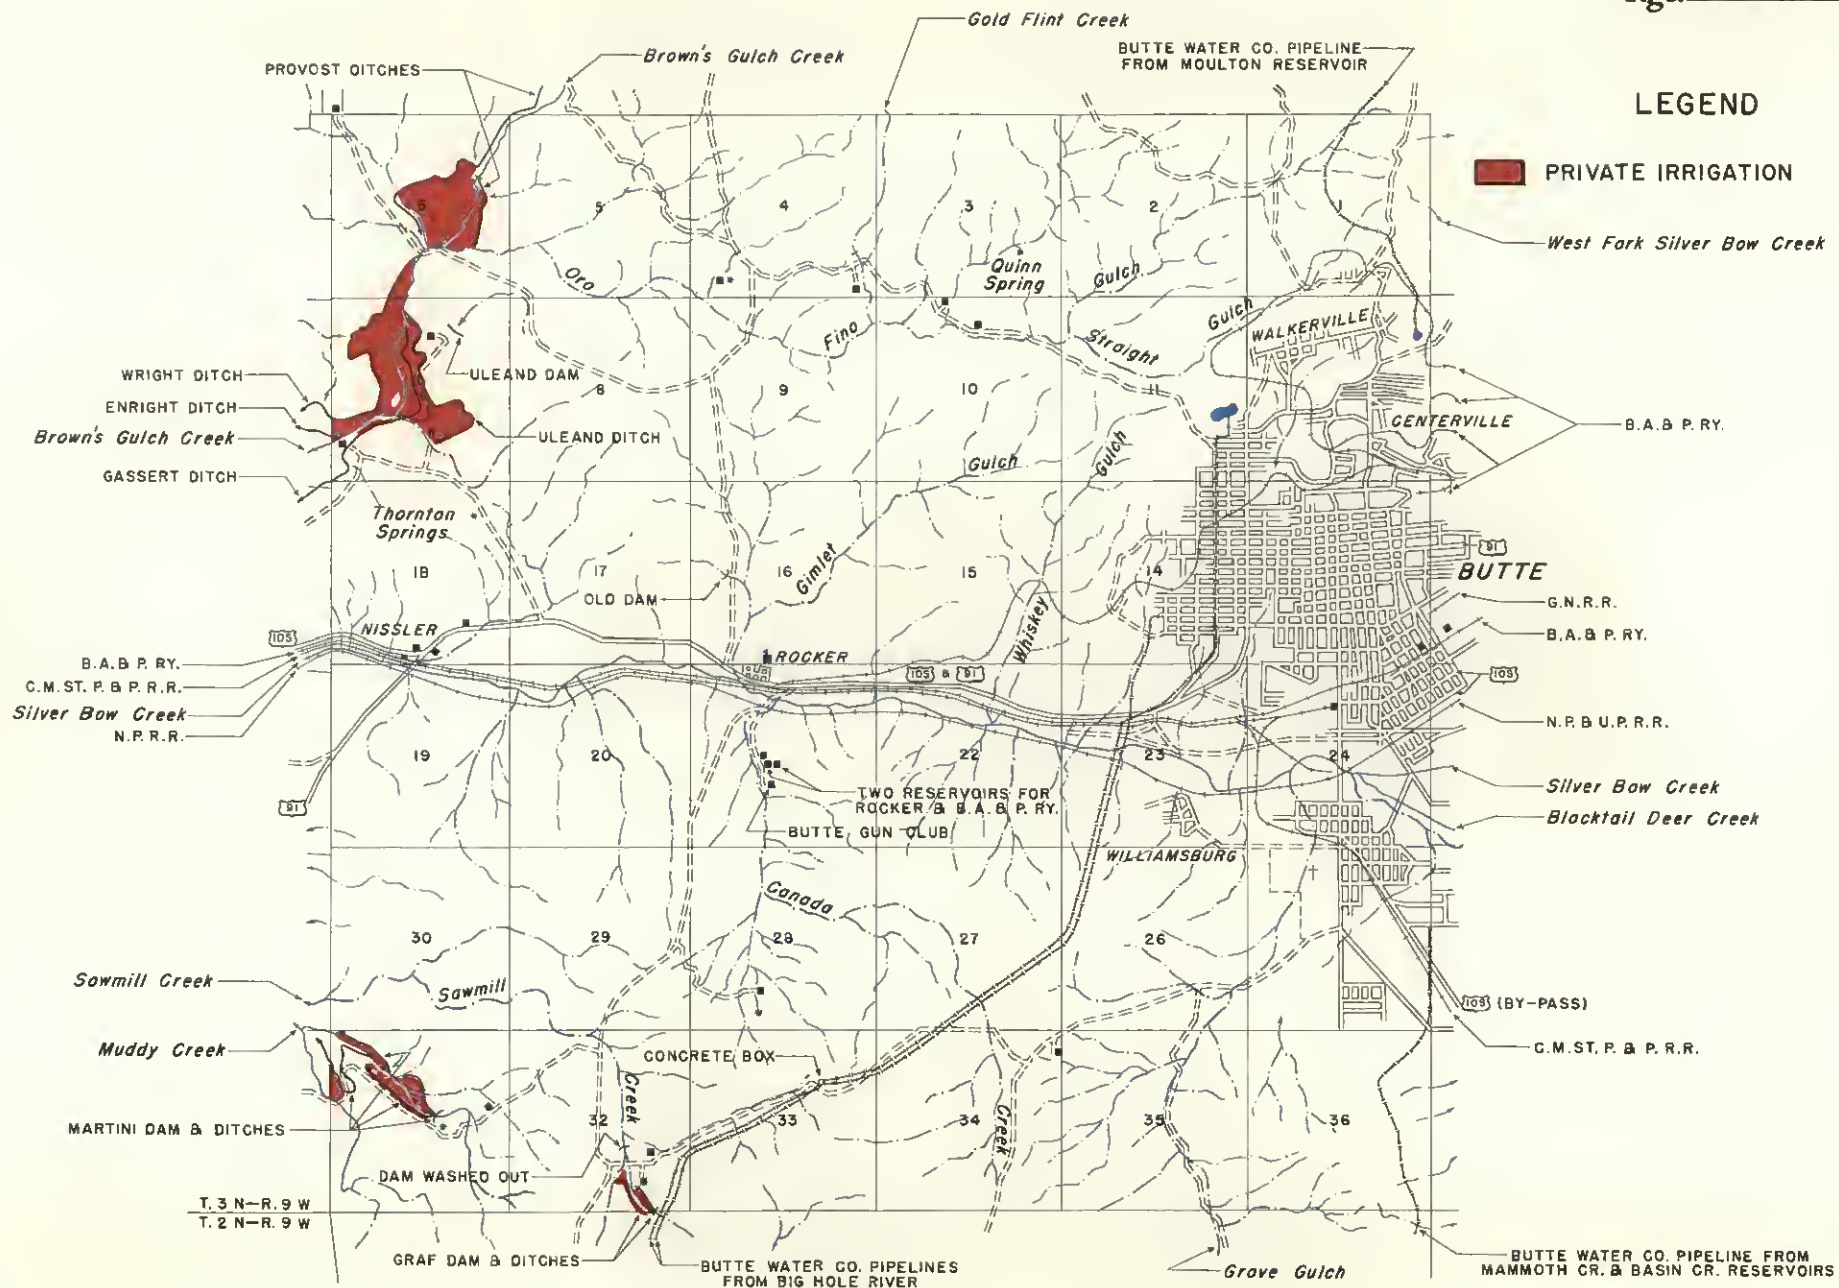 Gold Flint Creek
BUTTE WATER CO. PIPELINE
FROM MOULTON RESERVOIR
Brown's Gulch Creek
PROVOST DITCHES
LEGEND
PRIVATE IRRIGATION
6
5
4
3
2
1
West Fork Silver Bow Creek
Quinn
Spring
Gulch
Oro
Fino
Gulch
Straight
WALKERVILLE
WRIGHT DITCH
ULEAND DAM
8
9
10
11
ENRIGHT DITCH
Brown's Gulch Creek
ULEAND DITCH
CENTERVILLE
B.A.& P. RY.
GASSERT DITCH
Gulch
Gulch
Thornton
Springs
91
BUTTE
18
17
16
15
14
Gimlet
OLD DAM
G.N.R.R.
Whiskey
10S
NISSLER
B.A.& P. RY.
B.A.& P. RY.
ROCKER
10S & 91
10S
C.M.ST. P. & P. R.R.
Silver Bow Creek
N.P. & U.P. R.R.
N.P.R.R.
19
20
22
23
24
91
TWO RESERVOIRS FOR
ROCKER & B.A.& P. RY.
Silver Bow Creek
Blacktail Deer Creek
BUTTE GUN CLUB
WILLIAMSBURG
Canada
30
29
28
27
26
Sawmill Creek
Sawmill
10S (BY-PASS)
Muddy Creek
CONCRETE BOX
C.M.ST. P. & P. R.R.
Creek
Creek
32
33
34
35
36
MARTINI DAM & DITCHES
DAM WASHED OUT
T. 3 N–R. 9 W
T. 2 N–R. 9 W
GRAF DAM & DITCHES
BUTTE WATER CO. PIPELINES
FROM BIG HOLE RIVER
Grove Gulch
BUTTE WATER CO. PIPELINE FROM
MAMMOTH CR. & BASIN CR. RESERVOIRS